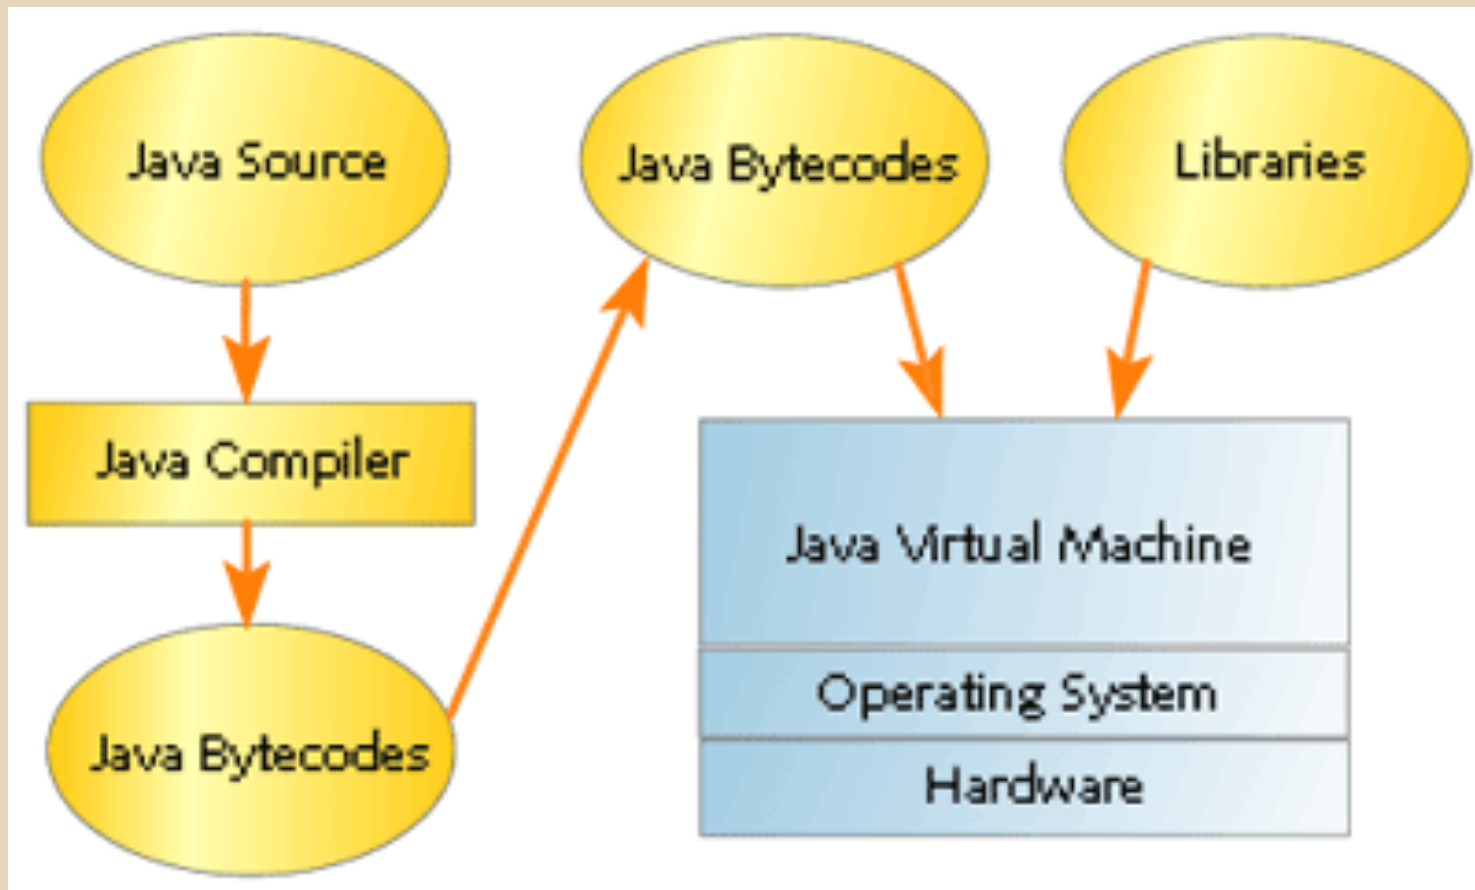 Java Source
Java Bytecodes
Libraries
Java Compiler
Java Virtual Machine
Operating System
Java Bytecodes
Hardware